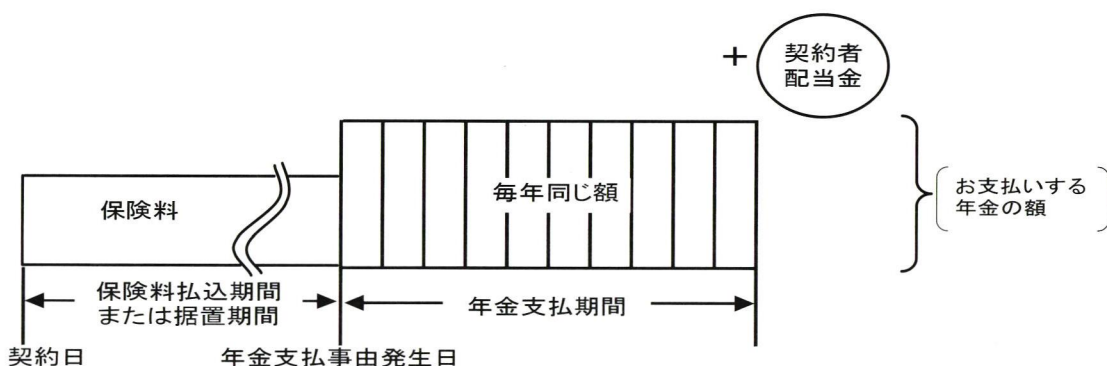 +
契約者
配当金
保険料
毎年同じ額
お支払いする
年金の額
保険料払込期間
または据置期間
年金支払期間
契約日
年金支払事由発生日